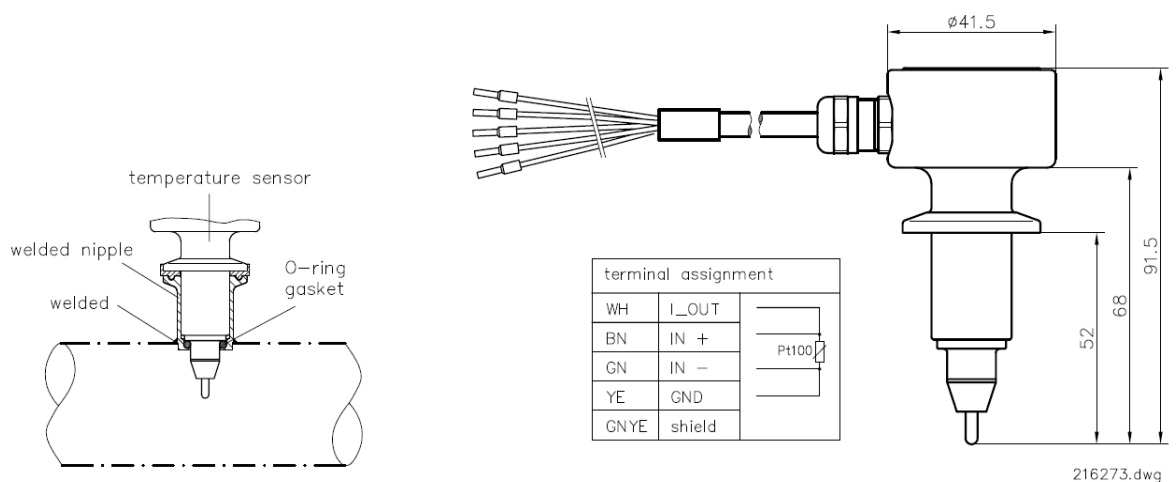 temperature sensor
welded nipple
O-ring
gasket
welded
ø41.5
91.5
68
52
terminal assignment
WH I_OUT
BN IN +
GN IN -
YE GND
GNYE shield
Pt100
216273.dwg